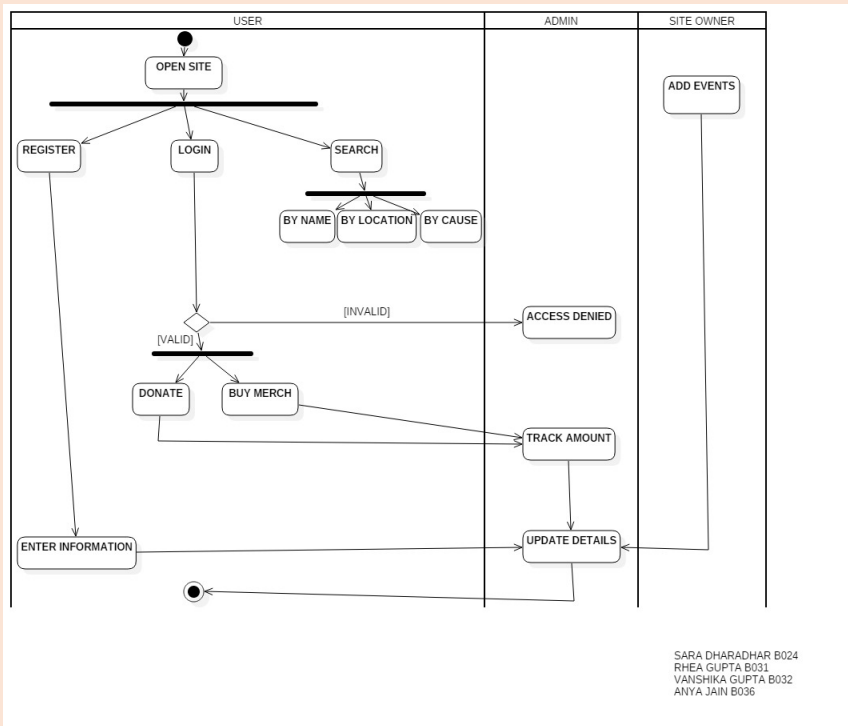 USER
ADMIN
SITE OWNER
OPEN SITE
ADD EVENTS
REGISTER
LOGIN
SEARCH
BY NAME
BY LOCATION
BY CAUSE
[INVALID]
ACCESS DENIED
[VALID]
DONATE
BUY MERCH
TRACK AMOUNT
ENTER INFORMATION
UPDATE DETAILS
SARA DHARADHAR B024
RHEA GUPTA B031
VANSHIKA GUPTA B032
ANYA JAIN B036